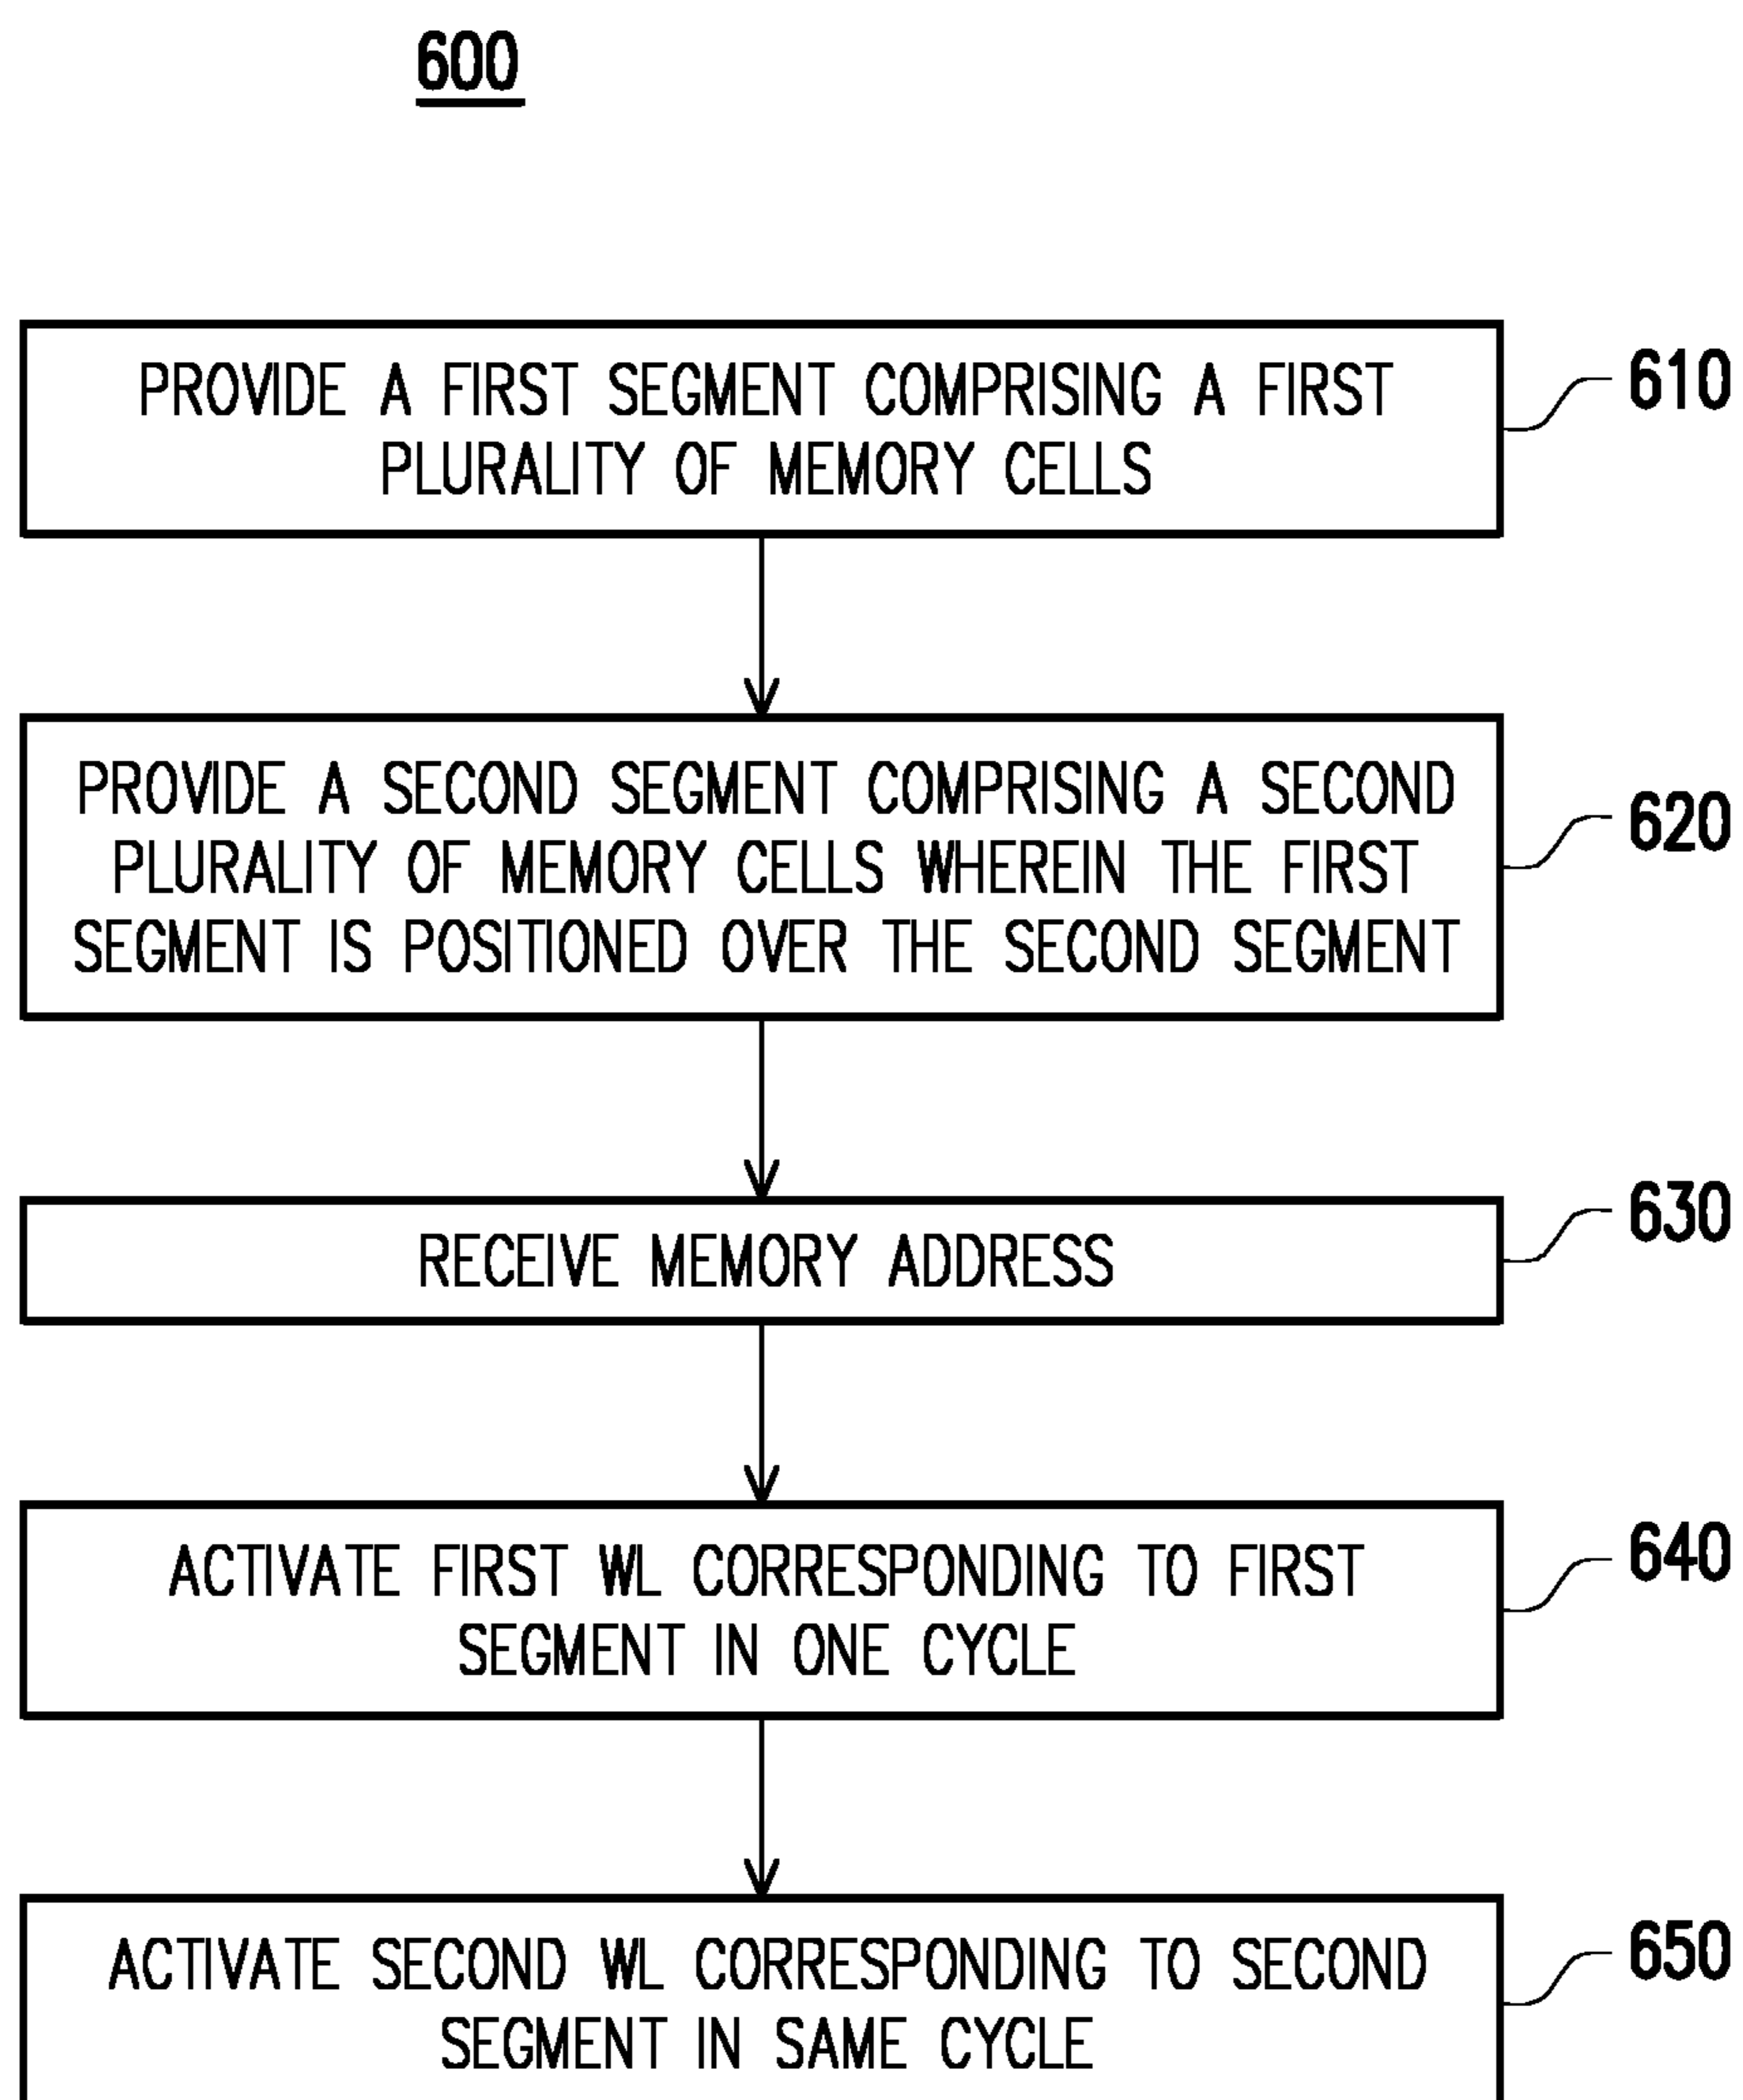 600
PROVIDE A FIRST SEGMENT COMPRISING A FIRST
PLURALITY OF MEMORY CELLS
610
PROVIDE A SECOND SEGMENT COMPRISING A SECOND
PLURALITY OF MEMORY CELLS WHEREIN THE FIRST
SEGMENT IS POSITIONED OVER THE SECOND SEGMENT
620
RECEIVE MEMORY ADDRESS
630
ACTIVATE FIRST WL CORRESPONDING TO FIRST
SEGMENT IN ONE CYCLE
640
ACTIVATE SECOND WL CORRESPONDING TO SECOND
SEGMENT IN SAME CYCLE
650